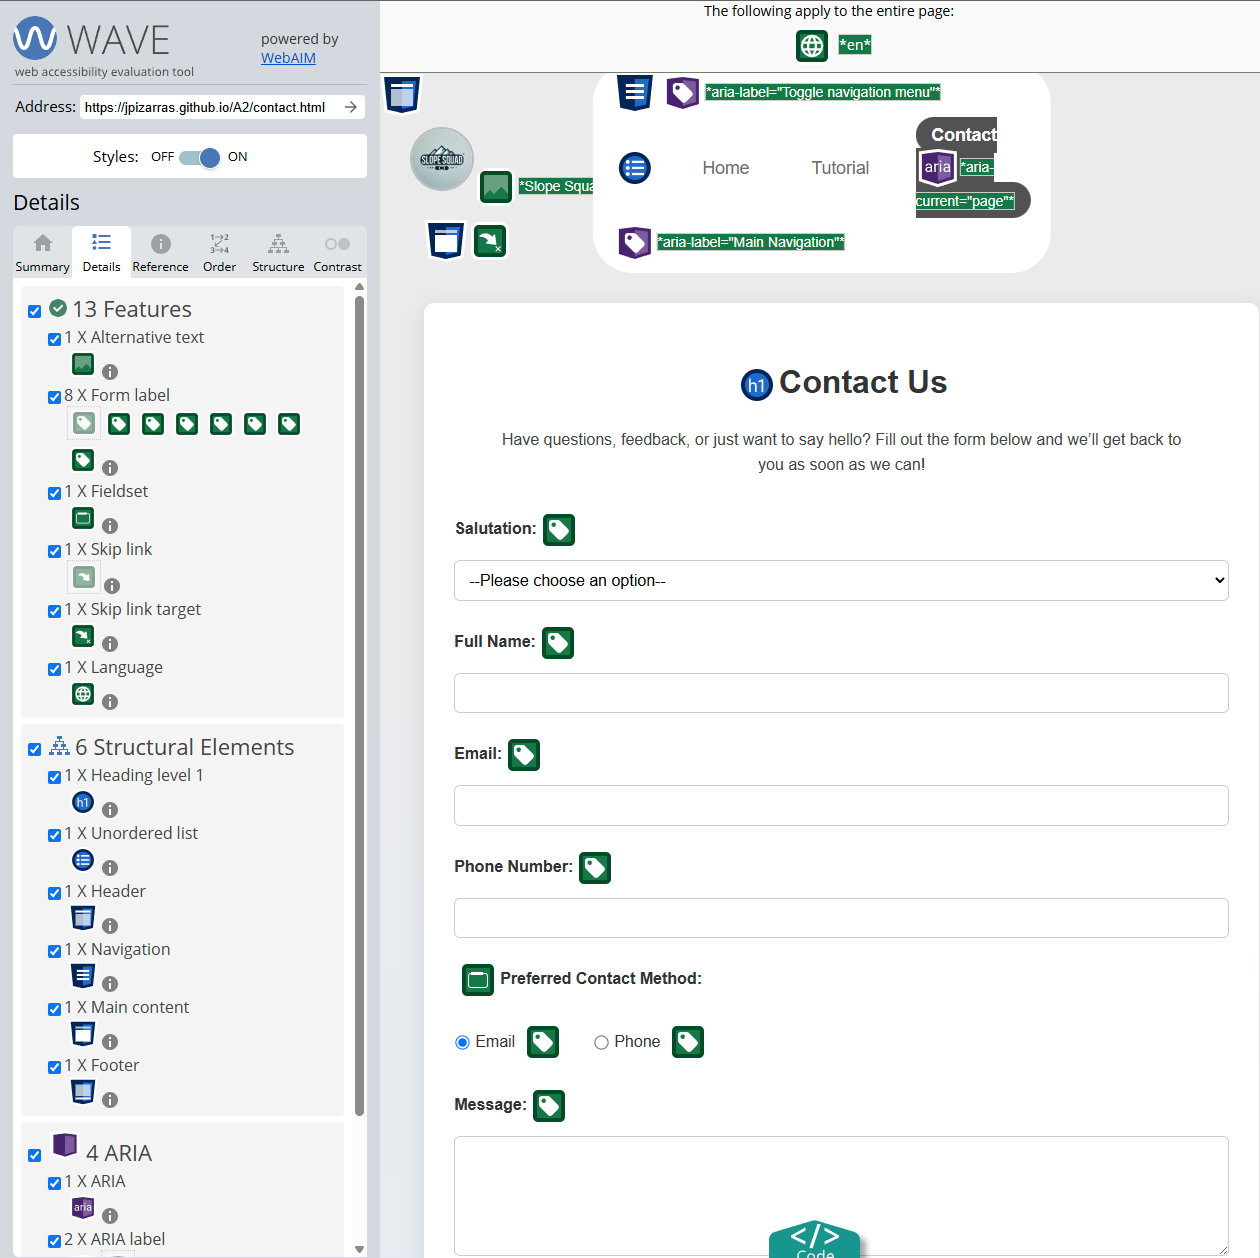 WAVE
powered by
WebAIM
web accessibility evaluation tool
Address: https://jpizarras.github.io/A2/contact.html
Styles: OFF ON
Details
Summary Details Reference Order Structure Contrast
13 Features
1 X Alternative text
8 X Form label
1 X Fieldset
1 X Skip link
1 X Skip link target
1 X Language
6 Structural Elements
1 X Heading level 1
h1
1 X Unordered list
1 X Header
1 X Navigation
1 X Main content
1 X Footer
4 ARIA
1 X ARIA
aria
2 X ARIA label
The following apply to the entire page:
*en*
*aria-label="Toggle navigation menu"*
SLOPE SQUAD
*Slope Squa
Home
Tutorial
Contact
aria *aria-
current="page"*
*aria-label="Main Navigation"*
h1 Contact Us
Have questions, feedback, or just want to say hello? Fill out the form below and we’ll get back to
you as soon as we can!
Salutation:
--Please choose an option--
Full Name:
Email:
Phone Number:
Preferred Contact Method:
Email Phone
Message:
</>
Code